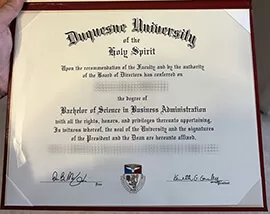 Duquesne University
of the
Holy Spirit
Upon the recommendation of the Faculty and by the authority
of the Board of Directors has conferred on
the degree of
Bachelor of Science in Business Administration
with all the rights, honors, and privileges thereunto appertaining.
In witness whereof, the seal of the University and the signatures
of the President and the Dean are hereunto affixed.
Dean
President